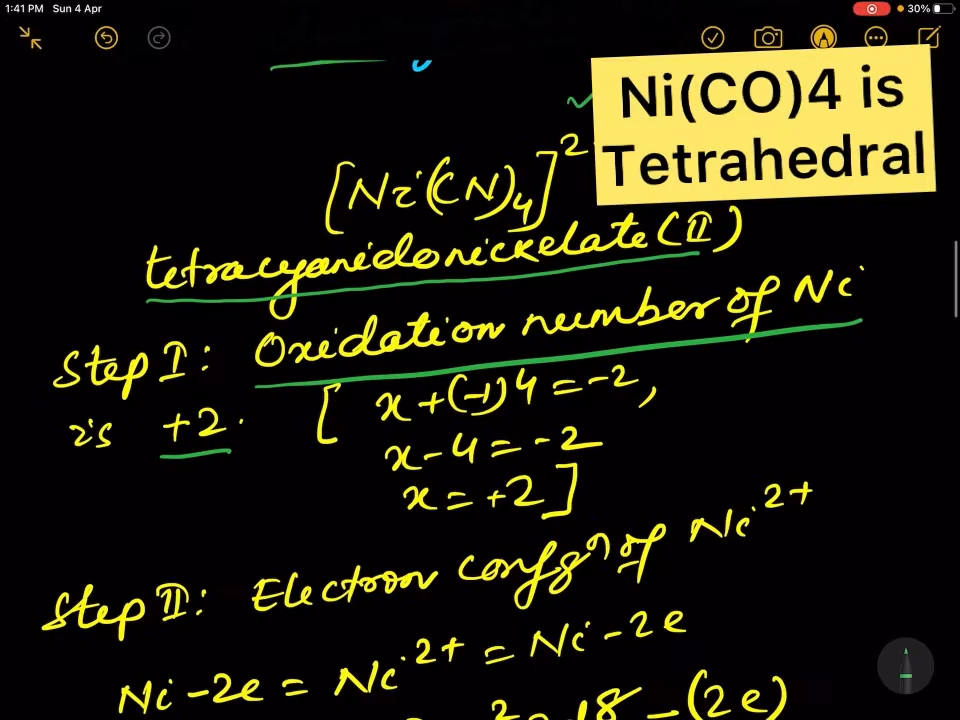 1:41 PM Sun 4 Apr
30%
Ni(CO)4 is
Tetrahedral
[Ni(CN)₄]²
tetracyanidonickelate(II)
Step I: Oxidation number of Ni
is +2. [ x+(-1)4=-2,
x-4=-2
x=+2]
Step II: Electron confgⁿ of Ni²⁺
Ni-2e = Ni²⁺ = Ni-2e
-(2e)